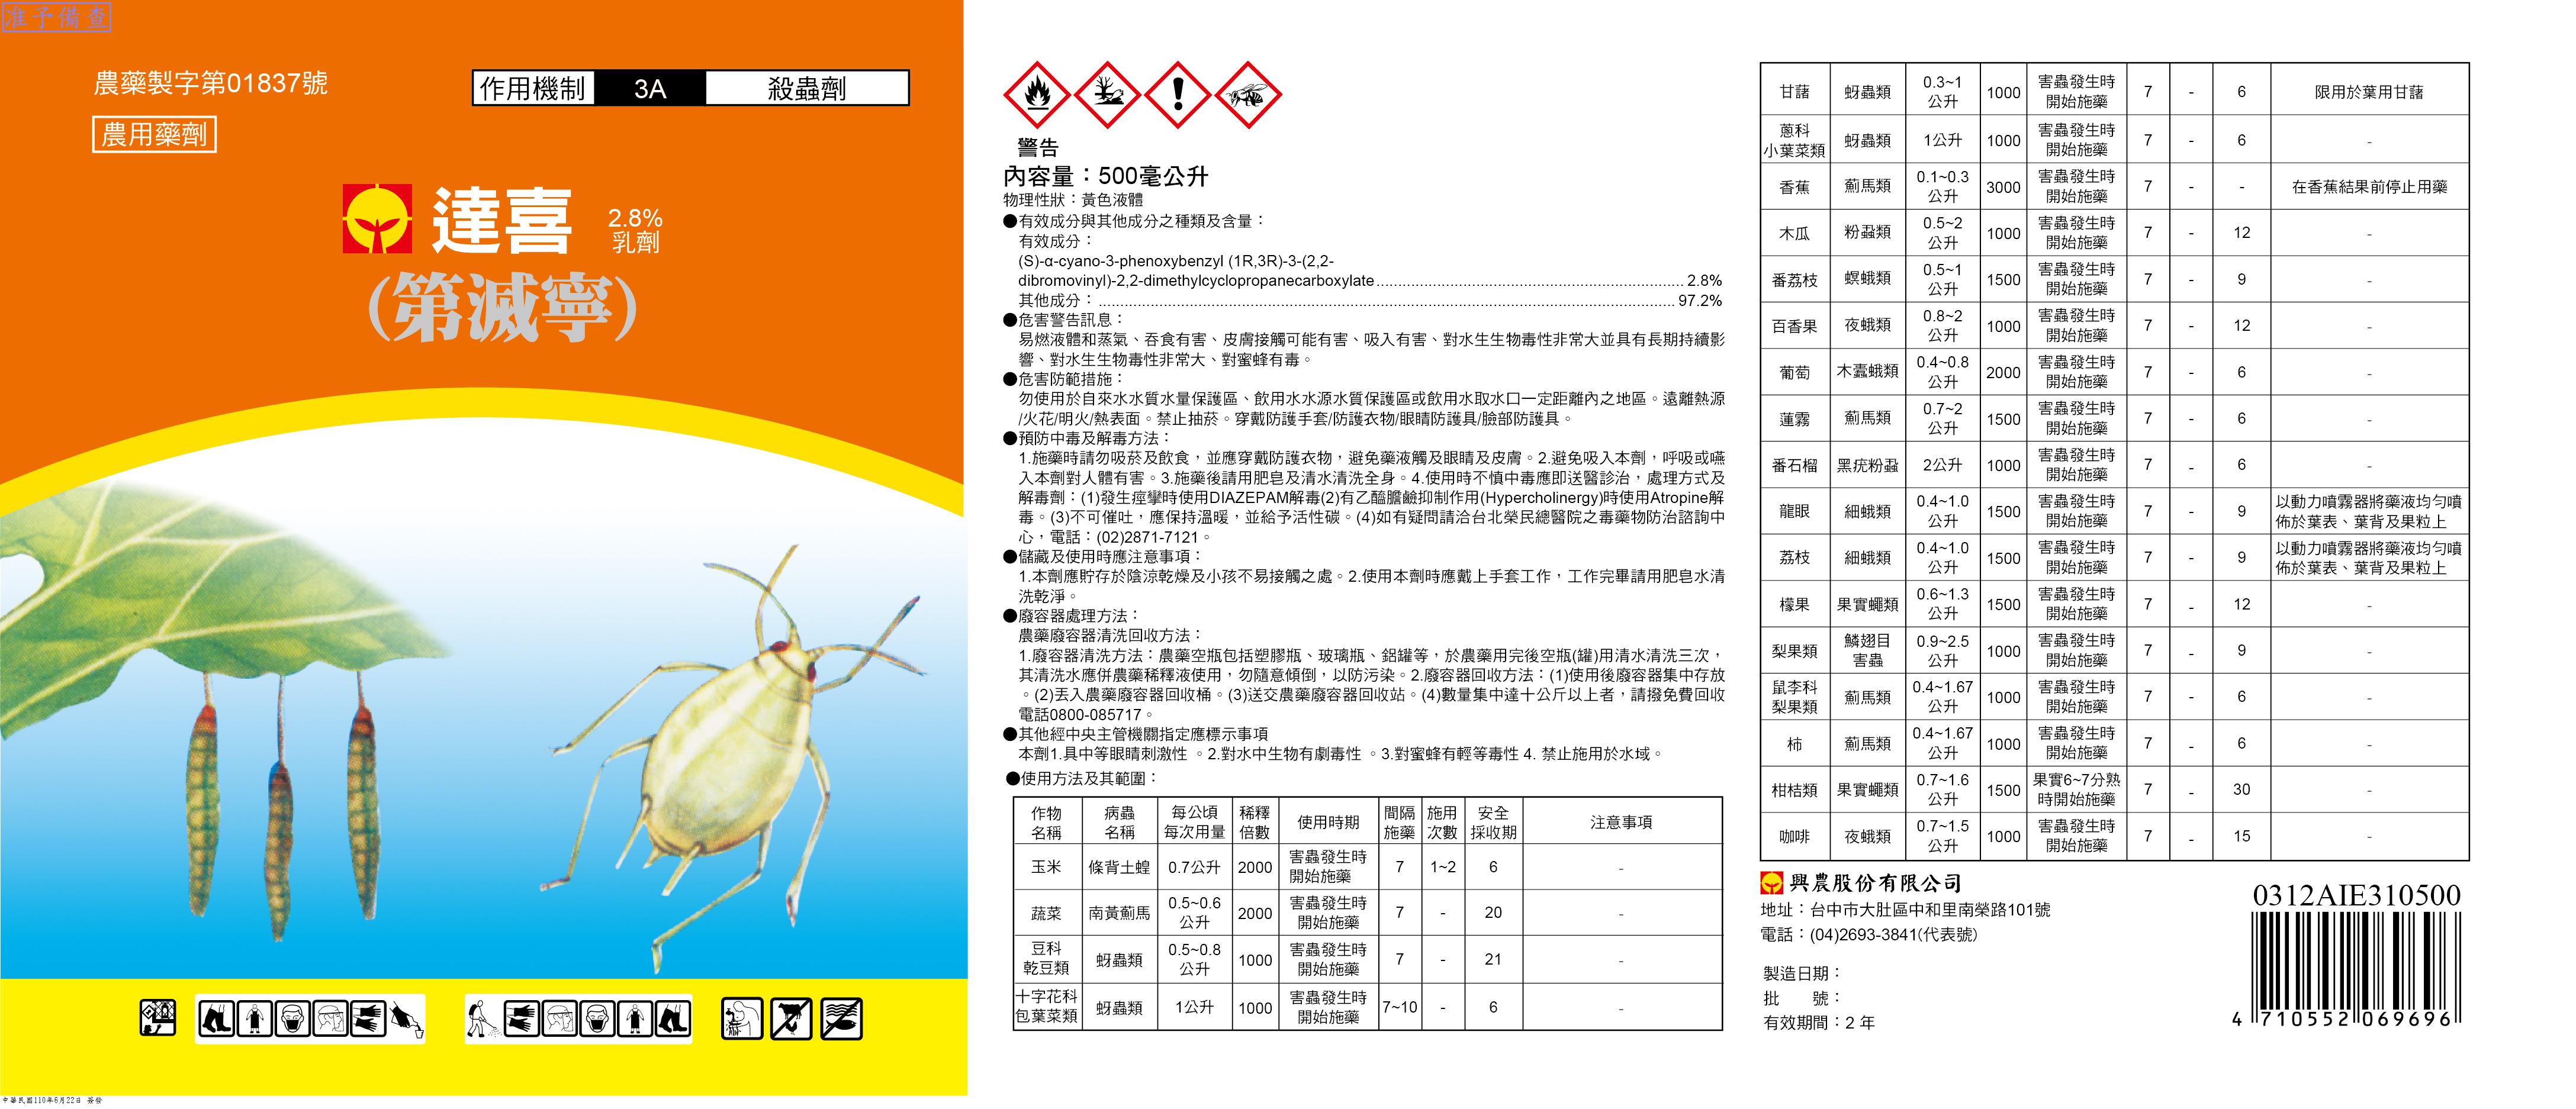 准予備查
農藥製字第01837號
作用機制 3A 殺蟲劑
農用藥劑
達喜 2.8% 乳劑
(第滅寧)
中華民國110年6月22日 簽發
警告
內容量：500毫公升
物理性狀：黃色液體
●有效成分與其他成分之種類及含量：
有效成分：
(S)-α-cyano-3-phenoxybenzyl (1R,3R)-3-(2,2-
dibromovinyl)-2,2-dimethylcyclopropanecarboxylate 2.8%
其他成分： 97.2%
●危害警告訊息：
易燃液體和蒸氣、吞食有害、皮膚接觸可能有害、吸入有害、對水生生物毒性非常大並具有長期持續影
響、對水生生物毒性非常大、對蜜蜂有毒。
●危害防範措施：
勿使用於自來水水質水量保護區、飲用水水源水質保護區或飲用水取水口一定距離內之地區。遠離熱源
/火花/明火/熱表面。禁止抽菸。穿戴防護手套/防護衣物/眼睛防護具/臉部防護具。
●預防中毒及解毒方法：
1.施藥時請勿吸菸及飲食，並應穿戴防護衣物，避免藥液觸及眼睛及皮膚。2.避免吸入本劑，呼吸或嚥
入本劑對人體有害。3.施藥後請用肥皂及清水清洗全身。4.使用時不慎中毒應即送醫診治，處理方式及
解毒劑：(1)發生痙攣時使用DIAZEPAM解毒(2)有乙醯膽鹼抑制作用(Hypercholinergy)時使用Atropine解
毒。(3)不可催吐，應保持溫暖，並給予活性碳。(4)如有疑問請洽台北榮民總醫院之毒藥物防治諮詢中
心，電話：(02)2871-7121。
●儲藏及使用時應注意事項：
1.本劑應貯存於陰涼乾燥及小孩不易接觸之處。2.使用本劑時應戴上手套工作，工作完畢請用肥皂水清
洗乾淨。
●廢容器處理方法：
農藥廢容器清洗回收方法：
1.廢容器清洗方法：農藥空瓶包括塑膠瓶、玻璃瓶、鋁罐等，於農藥用完後空瓶(罐)用清水清洗三次，
其清洗水應併農藥稀釋液使用，勿隨意傾倒，以防污染。2.廢容器回收方法：(1)使用後廢容器集中存放
。(2)丟入農藥廢容器回收桶。(3)送交農藥廢容器回收站。(4)數量集中達十公斤以上者，請撥免費回收
電話0800-085717。
●其他經中央主管機關指定應標示事項
本劑1.具中等眼睛刺激性 。2.對水中生物有劇毒性 。3.對蜜蜂有輕等毒性 4. 禁止施用於水域。
●使用方法及其範圍：
作物名稱 病蟲名稱 每公頃每次用量 稀釋倍數 使用時期 間隔施藥 施用次數 安全採收期 注意事項
玉米 條背土蝗 0.7公升 2000 害蟲發生時開始施藥 7 1~2 6 -
蔬菜 南黃薊馬 0.5~0.6公升 2000 害蟲發生時開始施藥 7 - 20 -
豆科乾豆類 蚜蟲類 0.5~0.8公升 1000 害蟲發生時開始施藥 7 - 21 -
十字花科包葉菜類 蚜蟲類 1公升 1000 害蟲發生時開始施藥 7~10 - 6 -
甘藷 蚜蟲類 0.3~1公升 1000 害蟲發生時開始施藥 7 - 6 限用於葉用甘藷
蔥科小葉菜類 蚜蟲類 1公升 1000 害蟲發生時開始施藥 7 - 6 -
香蕉 薊馬類 0.1~0.3公升 3000 害蟲發生時開始施藥 7 - - 在香蕉結果前停止用藥
木瓜 粉蝨類 0.5~2公升 1000 害蟲發生時開始施藥 7 - 12 -
番荔枝 螟蛾類 0.5~1公升 1500 害蟲發生時開始施藥 7 - 9 -
百香果 夜蛾類 0.8~2公升 1000 害蟲發生時開始施藥 7 - 12 -
葡萄 木蠹蛾類 0.4~0.8公升 2000 害蟲發生時開始施藥 7 - 6 -
蓮霧 薊馬類 0.7~2公升 1500 害蟲發生時開始施藥 7 - 6 -
番石榴 黑疣粉蝨 2公升 1000 害蟲發生時開始施藥 7 - 6 -
龍眼 細蛾類 0.4~1.0公升 1500 害蟲發生時開始施藥 7 - 9 以動力噴霧器將藥液均勻噴佈於葉表、葉背及果粒上
荔枝 細蛾類 0.4~1.0公升 1500 害蟲發生時開始施藥 7 - 9 以動力噴霧器將藥液均勻噴佈於葉表、葉背及果粒上
檬果 果實蠅類 0.6~1.3公升 1500 害蟲發生時開始施藥 7 - 12 -
梨果類 鱗翅目害蟲 0.9~2.5公升 1000 害蟲發生時開始施藥 7 - 9 -
鼠李科梨果類 薊馬類 0.4~1.67公升 1000 害蟲發生時開始施藥 7 - 6 -
柿 薊馬類 0.4~1.67公升 1000 害蟲發生時開始施藥 7 - 6 -
柑桔類 果實蠅類 0.7~1.6公升 1500 果實6~7分熟時開始施藥 7 - 30 -
咖啡 夜蛾類 0.7~1.5公升 1000 害蟲發生時開始施藥 7 - 15 -
興農股份有限公司
地址：台中市大肚區中和里南榮路101號
電話：(04)2693-3841(代表號)
製造日期：
批　　號：
有效期間：2 年
0312AIE310500
4 710552 069696